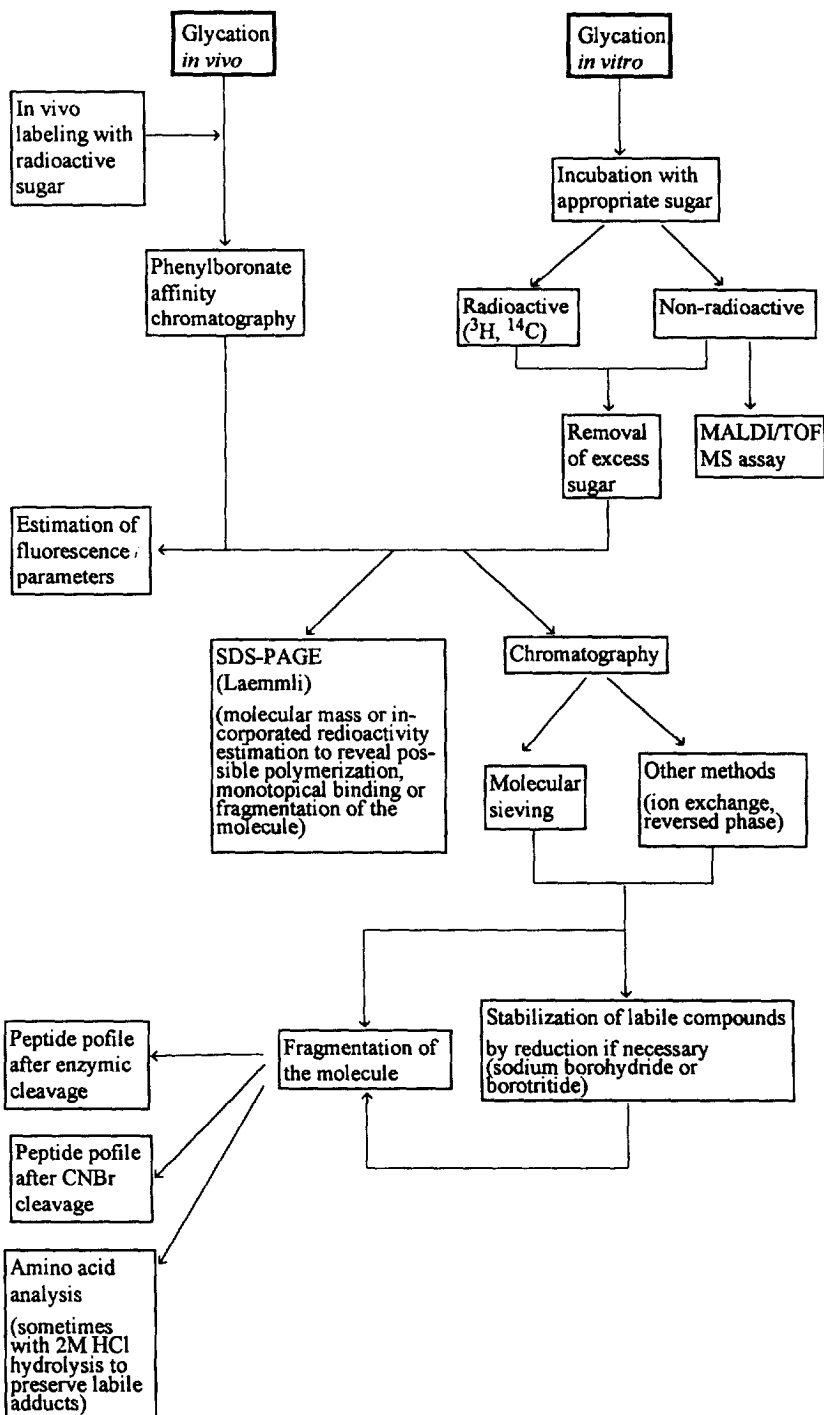 Glycation
in vivo
Glycation
in vitro
In vivo
labeling with
radioactive
sugar
Incubation with
appropriate sugar
Phenylboronate
affinity
chromatography
Radioactive
(³H, ¹⁴C)
Non-radioactive
Removal
of excess
sugar
MALDI/TOF
MS assay
Estimation of
fluorescence
parameters
SDS-PAGE
(Laemmli)
(molecular mass or in-
corporated redioactivity
estimation to reveal pos-
sible polymerization,
monotopical binding or
fragmentation of the
molecule)
Chromatography
Molecular
sieving
Other methods
(ion exchange,
reversed phase)
Stabilization of labile compounds
by reduction if necessary
(sodium borohydride or
borotritide)
Fragmentation of
the molecule
Peptide pofile
after enzymic
cleavage
Peptide pofile
after CNBr
cleavage
Amino acid
analysis
(sometimes
with 2M HCl
hydrolysis to
preserve labile
adducts)